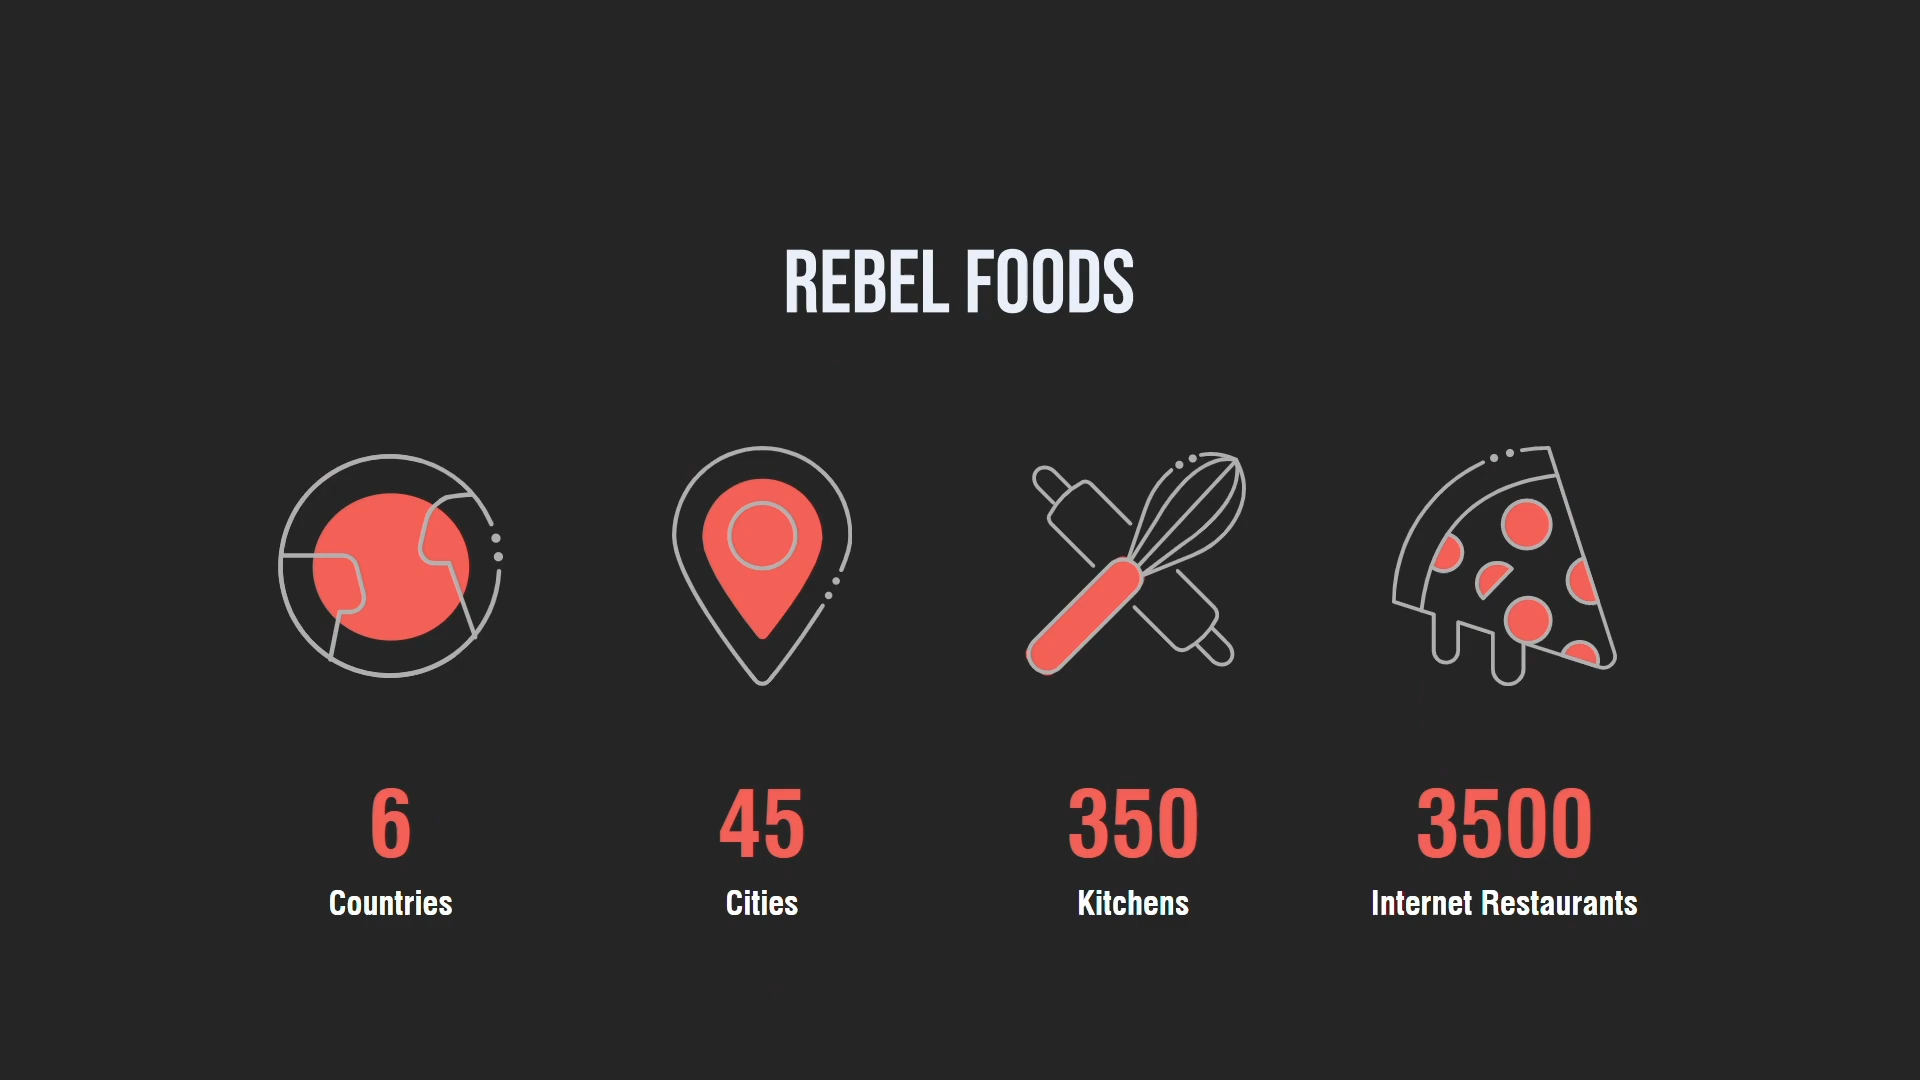 REBEL FOODS
6
Countries
45
Cities
350
Kitchens
3500
Internet Restaurants